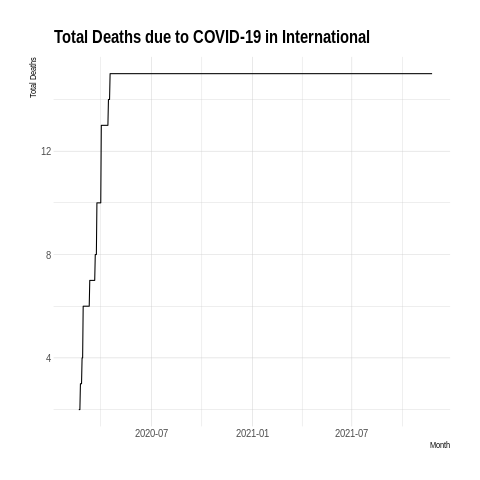 Total Deaths due to COVID-19 in International
Total Deaths
12
8
4
2020-07
2021-01
2021-07
Month